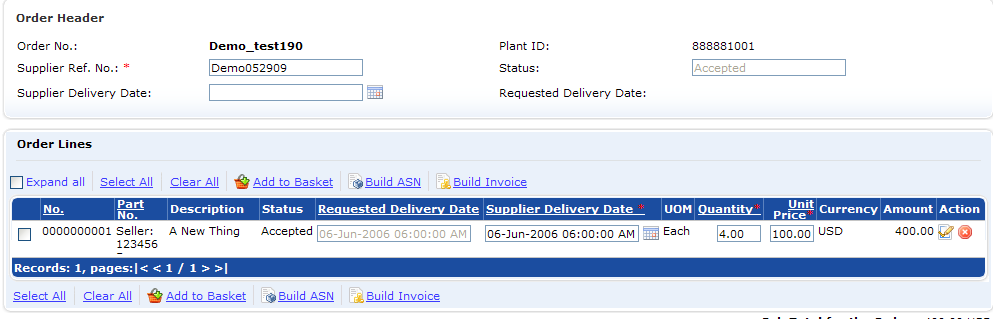 Order Header
Order No.: Demo_test190 Plant ID: 888881001
Supplier Ref. No.: * Demo052909 Status: Accepted
Supplier Delivery Date: Requested Delivery Date:
Order Lines
Expand all Select All Clear All Add to Basket Build ASN Build Invoice
No. Part No. Description Status Requested Delivery Date Supplier Delivery Date * UOM Quantity* Unit Price* Currency Amount Action
0000000001 Seller: 123456 A New Thing Accepted 06-Jun-2006 06:00:00 AM 06-Jun-2006 06:00:00 AM Each 4.00 100.00 USD 400.00
Records: 1, pages:|< < 1 / 1 > >|
Select All Clear All Add to Basket Build ASN Build Invoice